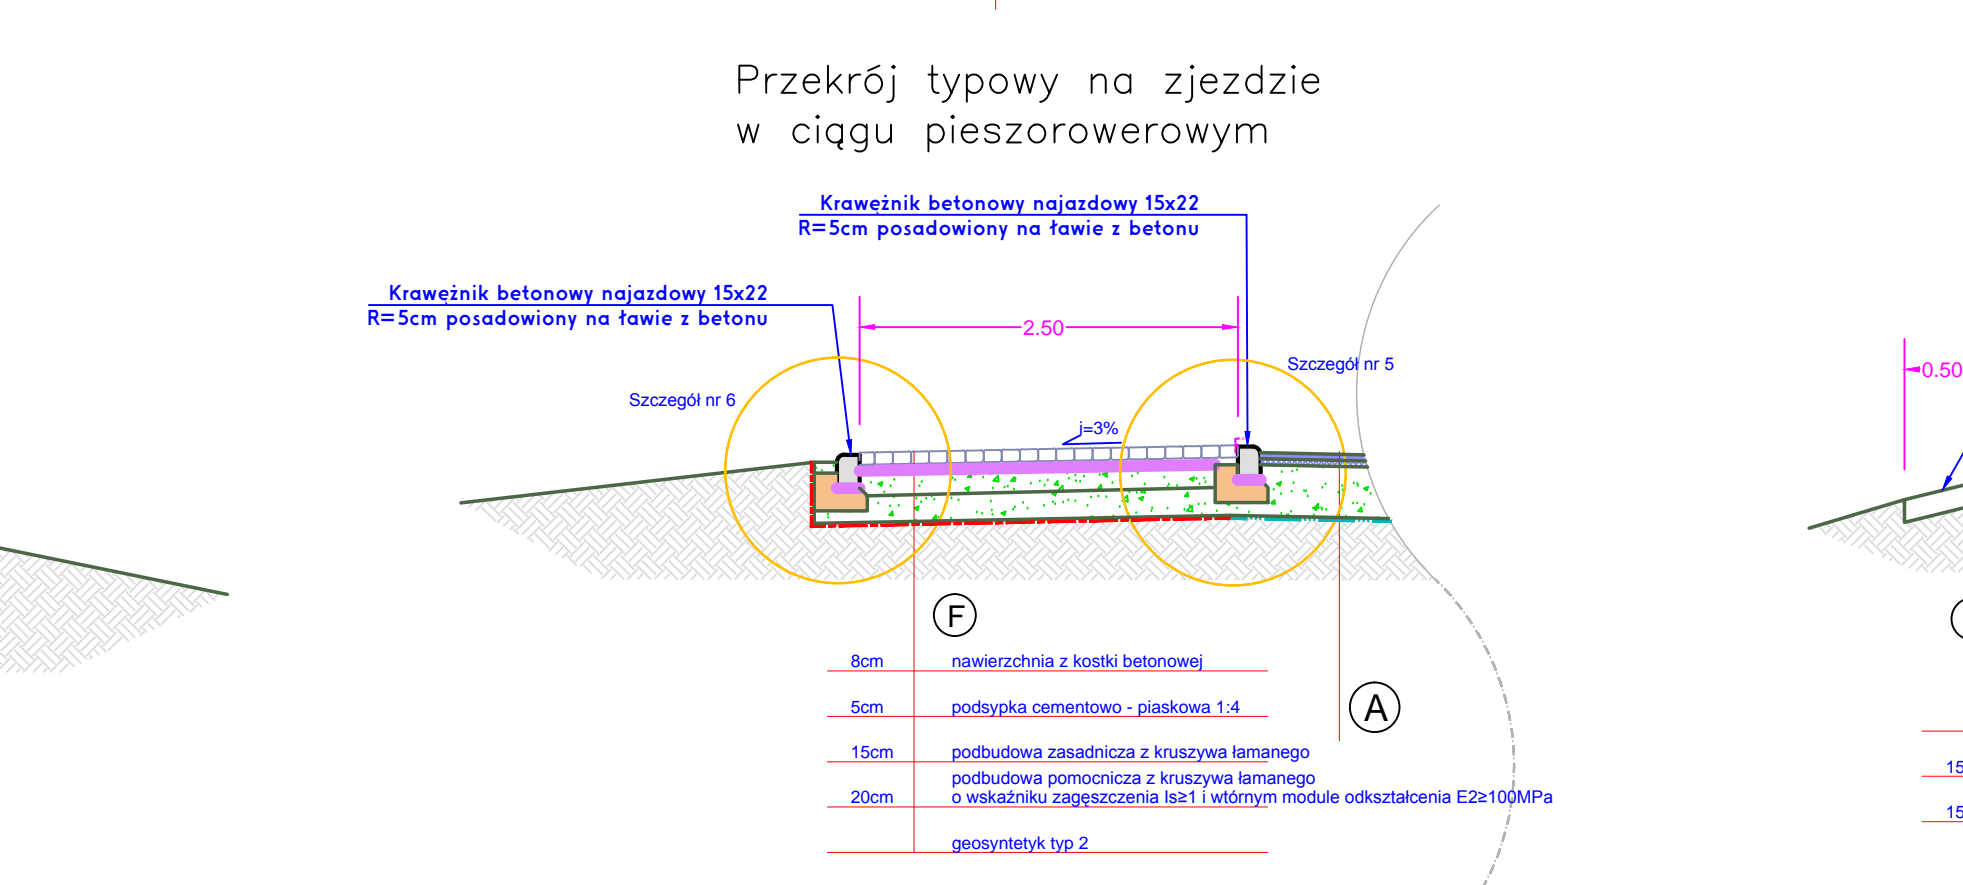 Przekrój typowy na zjezdzie
w ciągu pieszorowerowym
Krawężnik betonowy najazdowy 15x22
R=5cm posadowiony na ławie z betonu
Krawężnik betonowy najazdowy 15x22
R=5cm posadowiony na ławie z betonu
2.50
Szczegół nr 5
0.50
Szczegół nr 6
i=3%
F
8cm nawierzchnia z kostki betonowej
5cm podsypka cementowo - piaskowa 1:4
A
15cm podbudowa zasadnicza z kruszywa łamanego
podbudowa pomocnicza z kruszywa łamanego
20cm o wskaźniku zagęszczenia Is≥1 i wtórnym module odkształcenia E2≥100MPa
geosyntetyk typ 2
15
15